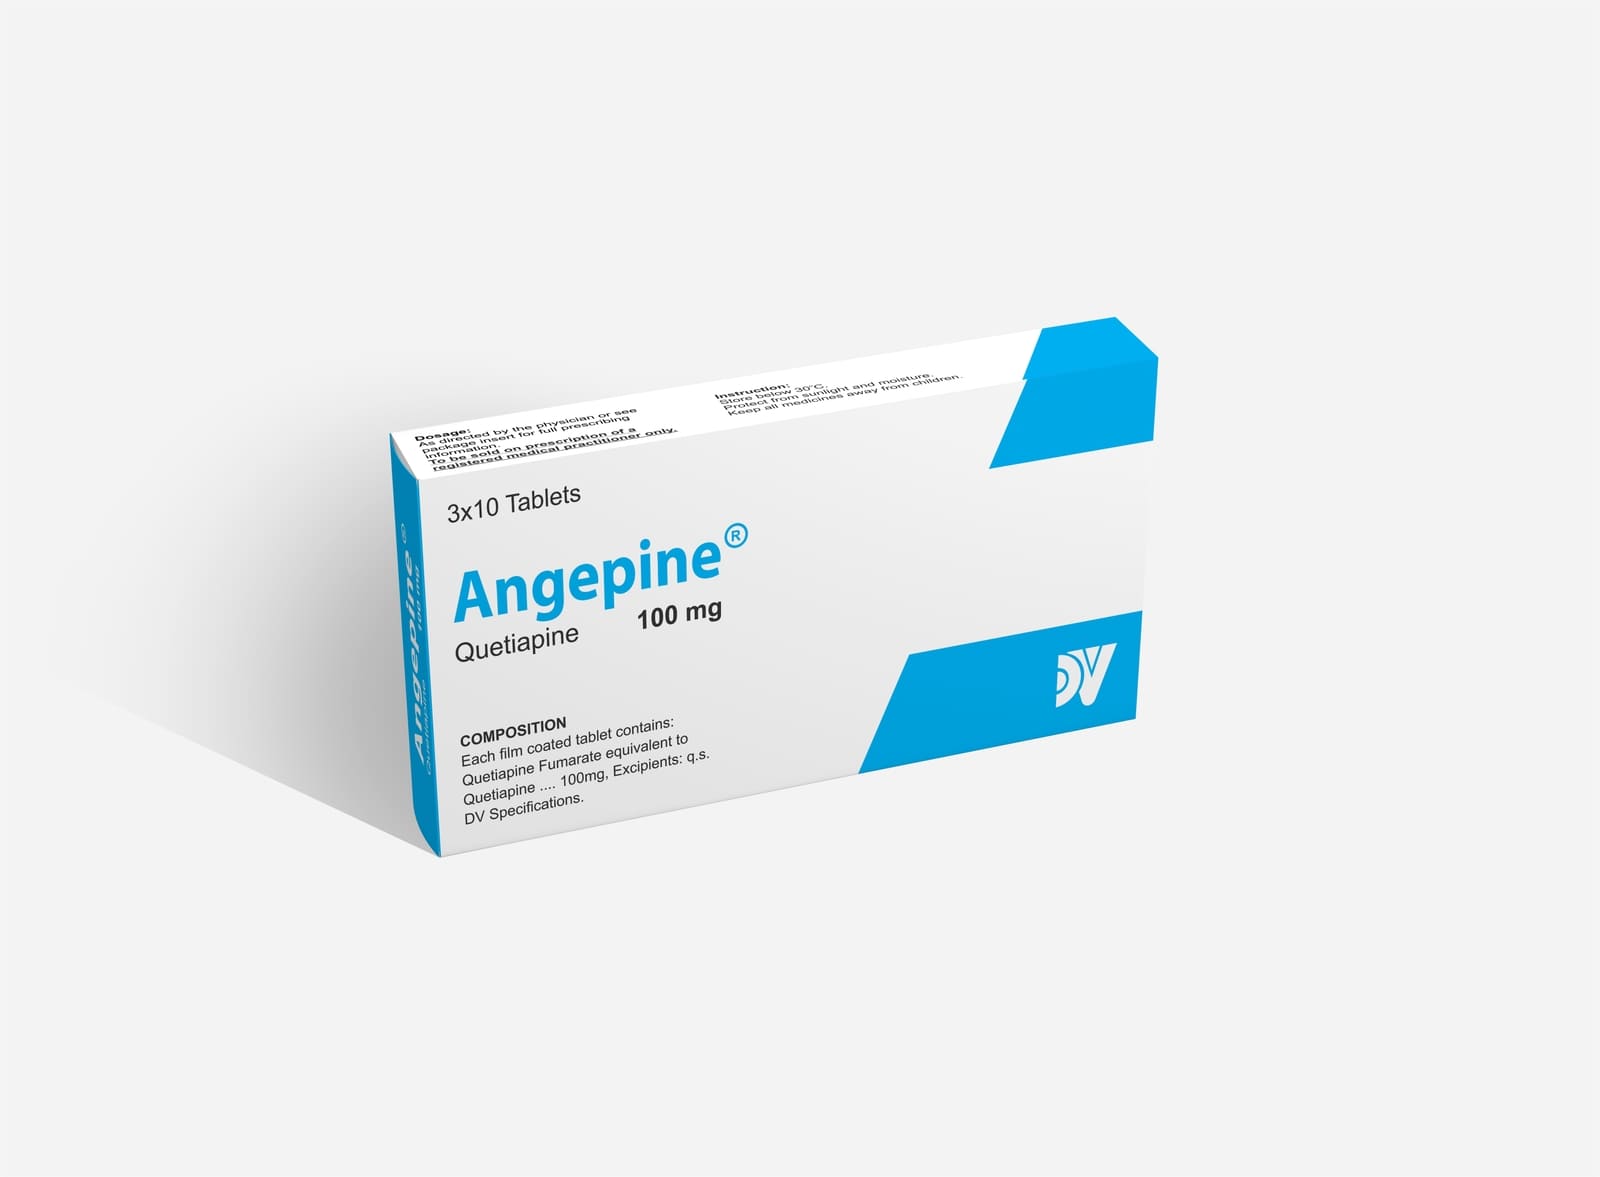 Dosage:
As directed by the physician or see
package insert for full prescribing
information.
To be sold on prescription of a
registered medical practitioner only.
Instruction:
Store below 30°C.
Protect from sunlight and moisture.
Keep all medicines away from children.
3x10 Tablets
Angepine®
Quetiapine 100 mg
COMPOSITION
Each film coated tablet contains:
Quetiapine Fumarate equivalent to
Quetiapine .... 100mg, Excipients: q.s.
DV Specifications.
DV
Angepine®
Quetiapine 100 mg